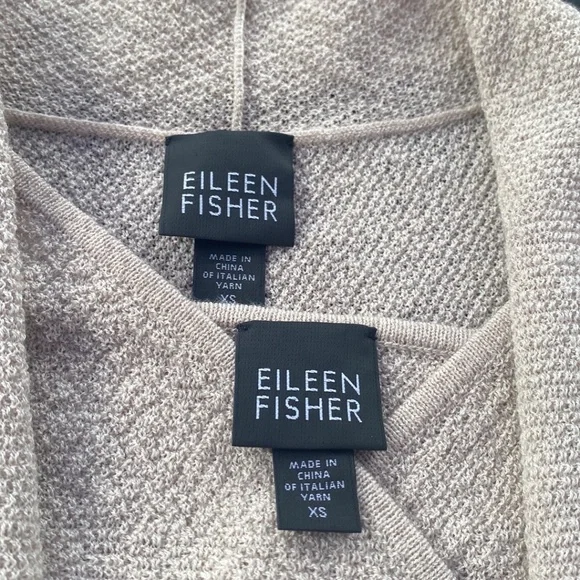 EILEEN
FISHER
MADE IN
CHINA
OF ITALIAN
YARN
XS
EILEEN
FISHER
MADE IN
CHINA
OF ITALIAN
YARN
XS